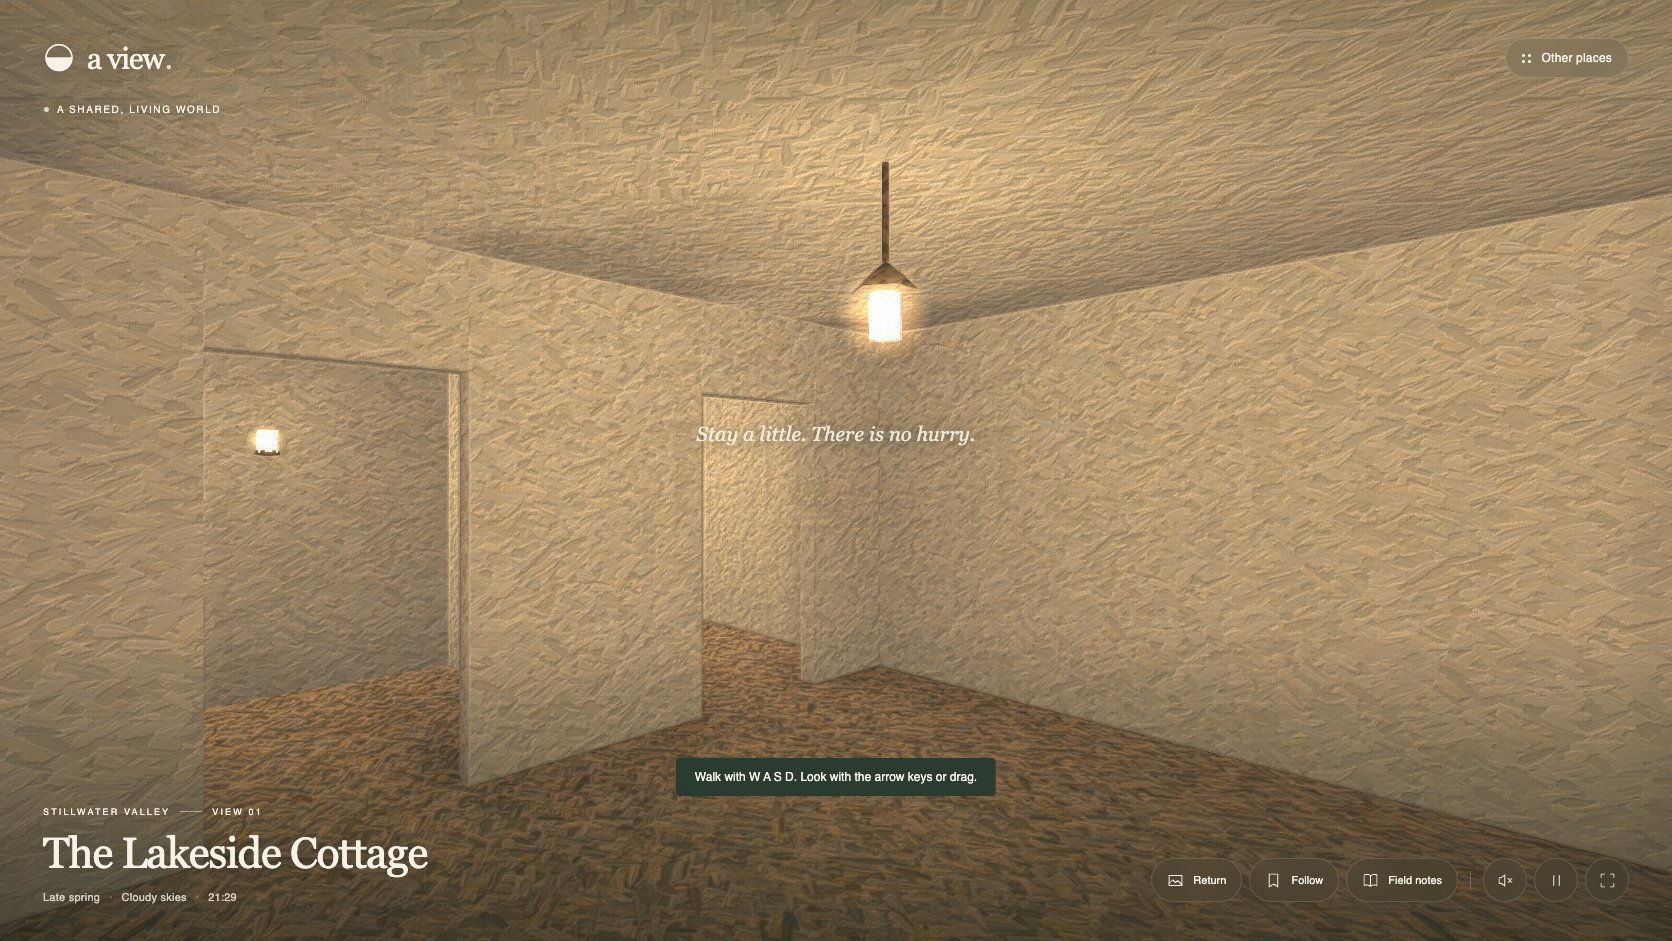 a view.
Other places
A SHARED, LIVING WORLD
Stay a little. There is no hurry.
Walk with W A S D. Look with the arrow keys or drag.
STILLWATER VALLEY — VIEW 01
The Lakeside Cottage
Late spring · Cloudy skies · 21:29
Return
Follow
Field notes